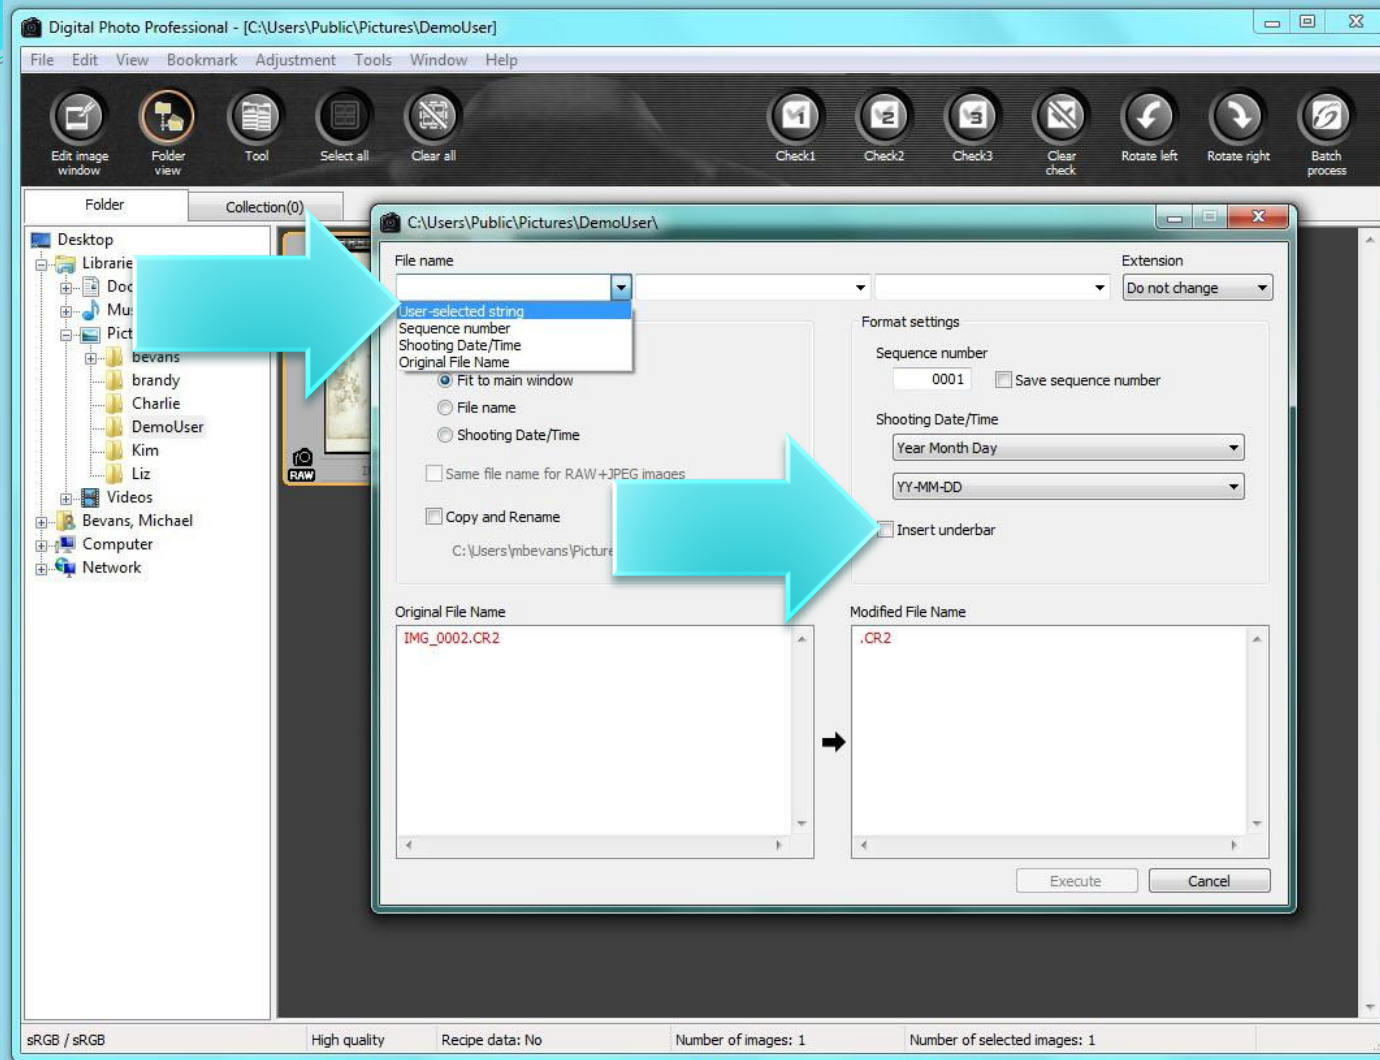 Digital Photo Professional - [C:\Users\Public\Pictures\DemoUser]
File Edit View Bookmark Adjustment Tools Window Help
Edit image window
Folder view
Tool
Select all
Clear all
Check1
Check2
Check3
Clear check
Rotate left
Rotate right
Batch process
Folder
Collection(0)
Desktop
Librarie
Doc
Mu
Pict
bevans
brandy
Charlie
DemoUser
Kim
Liz
Videos
Bevans, Michael
Computer
Network
RAW
C:\Users\Public\Pictures\DemoUser\
File name
Extension
Do not change
User-selected string
Sequence number
Shooting Date/Time
Original File Name
Fit to main window
File name
Shooting Date/Time
Same file name for RAW+JPEG images
Copy and Rename
C:\Users\mbevans\Picture
Format settings
Sequence number
0001
Save sequence number
Shooting Date/Time
Year Month Day
YY-MM-DD
Insert underbar
Original File Name
IMG_0002.CR2
Modified File Name
.CR2
Execute
Cancel
sRGB / sRGB
High quality
Recipe data: No
Number of images: 1
Number of selected images: 1